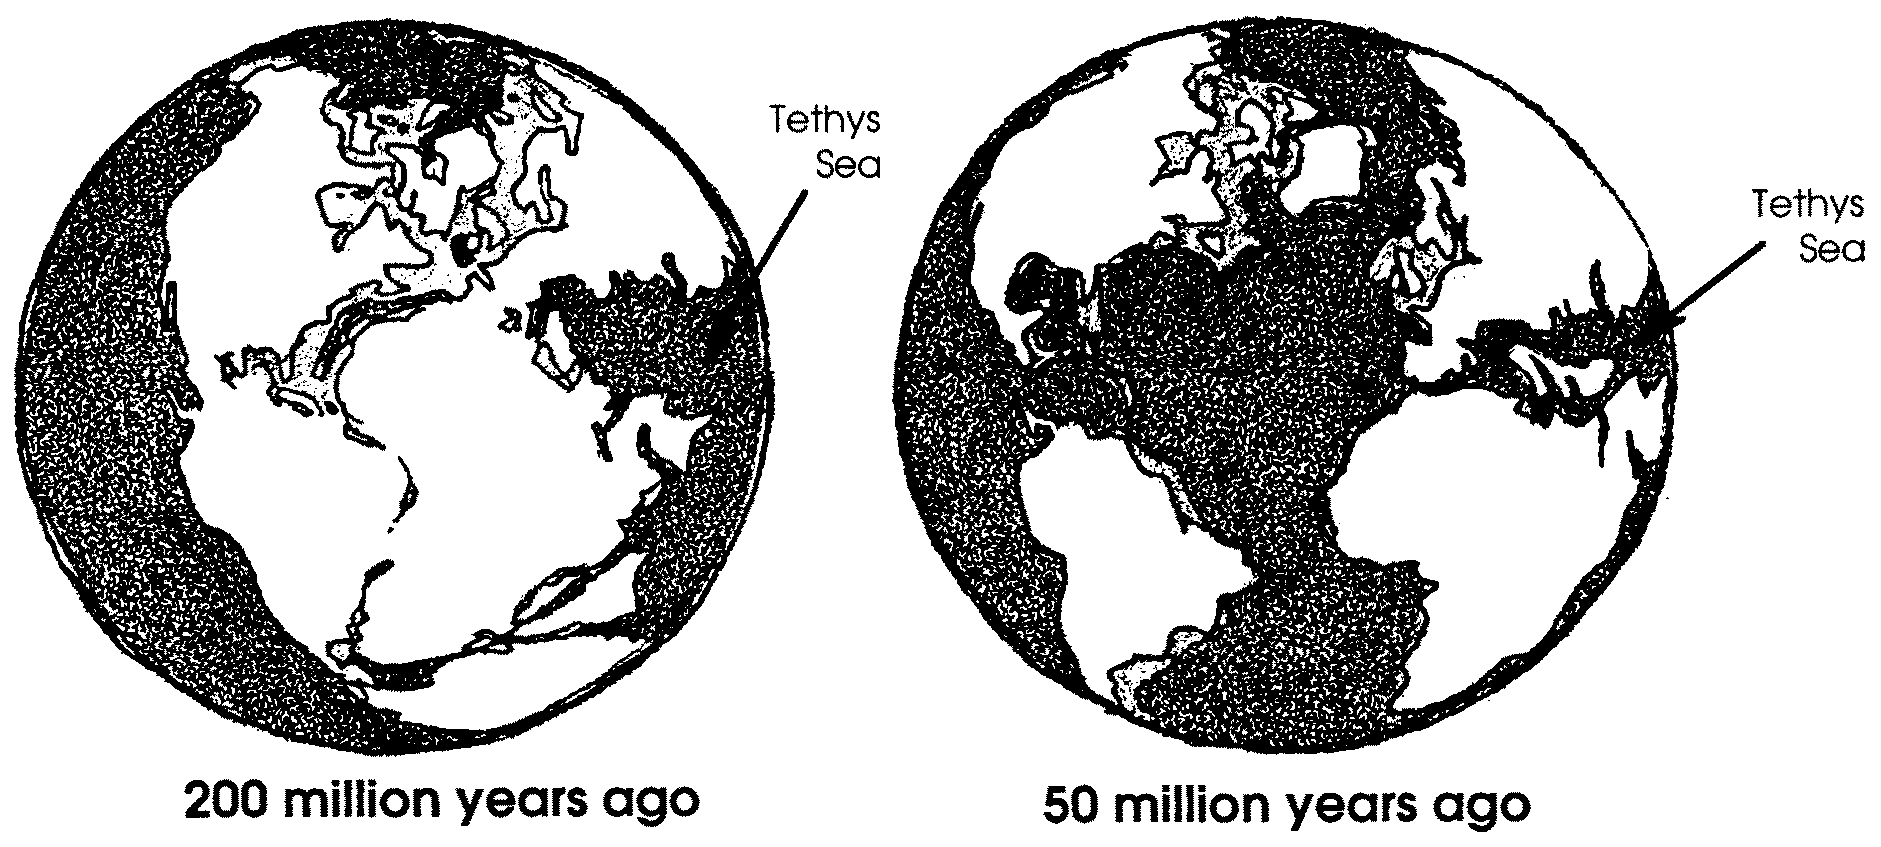 Tethys
Sea
Tethys
Sea
200 million years ago
50 million years ago